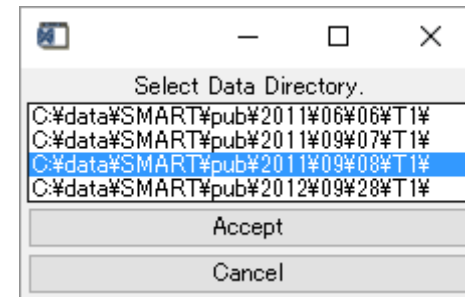 Select Data Directory.
C:¥data¥SMART¥pub¥2011¥06¥06¥T1¥
C:¥data¥SMART¥pub¥2011¥09¥07¥T1¥
C:¥data¥SMART¥pub¥2011¥09¥08¥T1¥
C:¥data¥SMART¥pub¥2012¥09¥28¥T1¥
Accept
Cancel